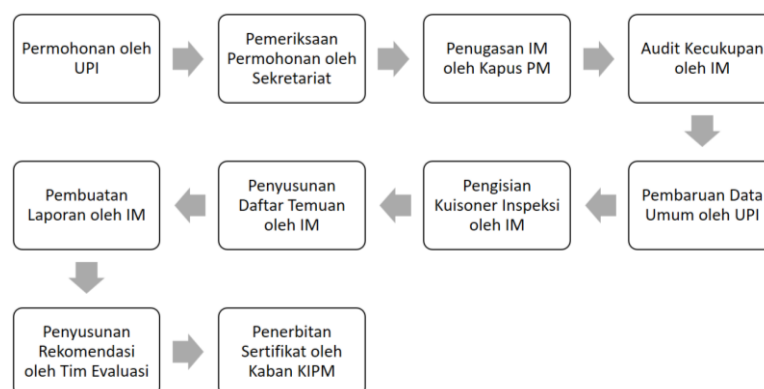 Permohonan oleh
UPI
Pemeriksaan
Permohonan oleh
Sekretariat
Penugasan IM
oleh Kapus PM
Audit Kecukupan
oleh IM
Pembaruan Data
Umum oleh UPI
Pengisian
Kuisoner Inspeksi
oleh IM
Penyusunan
Daftar Temuan
oleh IM
Pembuatan
Laporan oleh IM
Penyusunan
Rekomendasi
oleh Tim Evaluasi
Penerbitan
Sertifikat oleh
Kaban KIPM